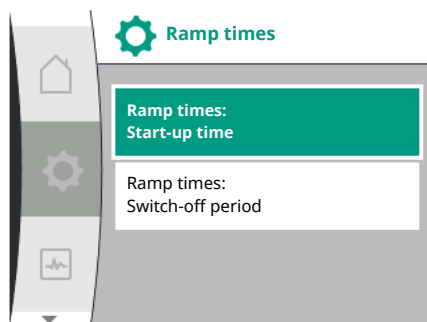 Ramp times
Ramp times:
Start-up time
Ramp times:
Switch-off period